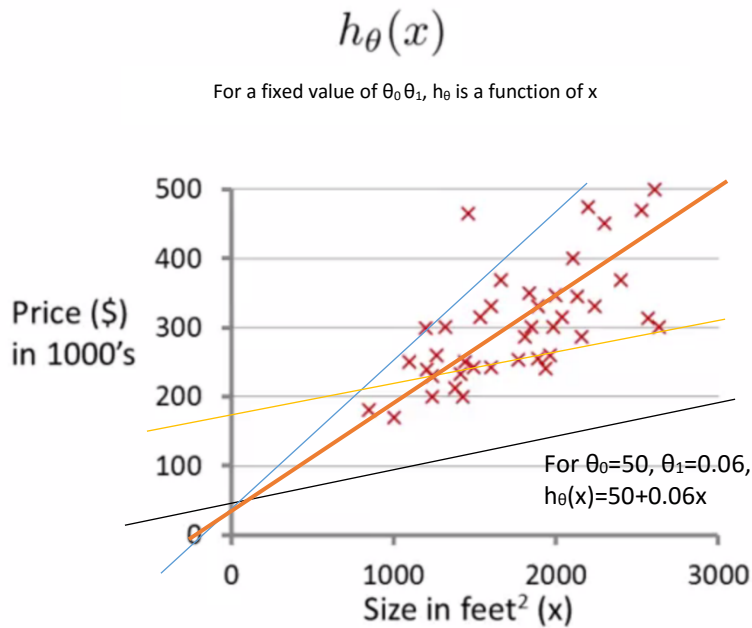 hθ(x)
For a fixed value of θ₀ θ₁, hθ is a function of x
500
400
Price ($)
in 1000's
300
200
100
0
For θ₀=50, θ₁=0.06,
hθ(x)=50+0.06x
0 1000 2000 3000
Size in feet² (x)